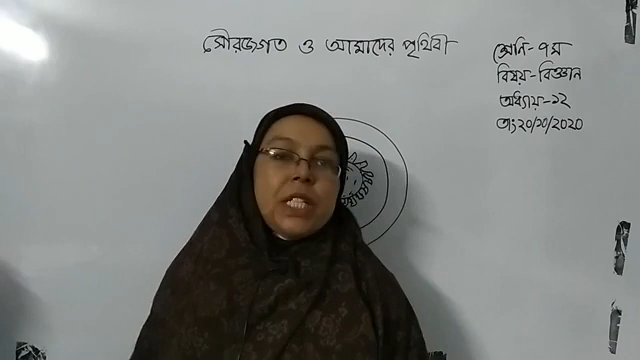 সৌরজগত ও আমাদের পৃথিবী
শ্রেনি-৭ম
বিষয়-বিজ্ঞান
অধ্যায়-১২
তাং২০/১০/২০২০